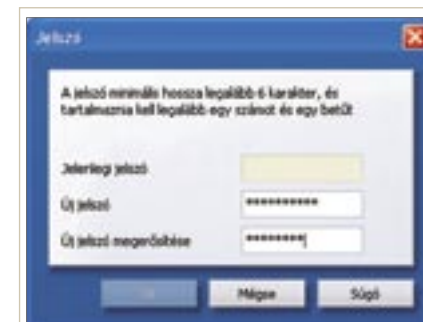 Jelszó
A jelszó minimális hossza legalább 6 karakter, és
tartalmaznia kell legalább egy számot és egy betűt
Jelenlegi jelszó
Új jelszó
**********
Új jelszó megerősítése
********
Mégse
Súgó